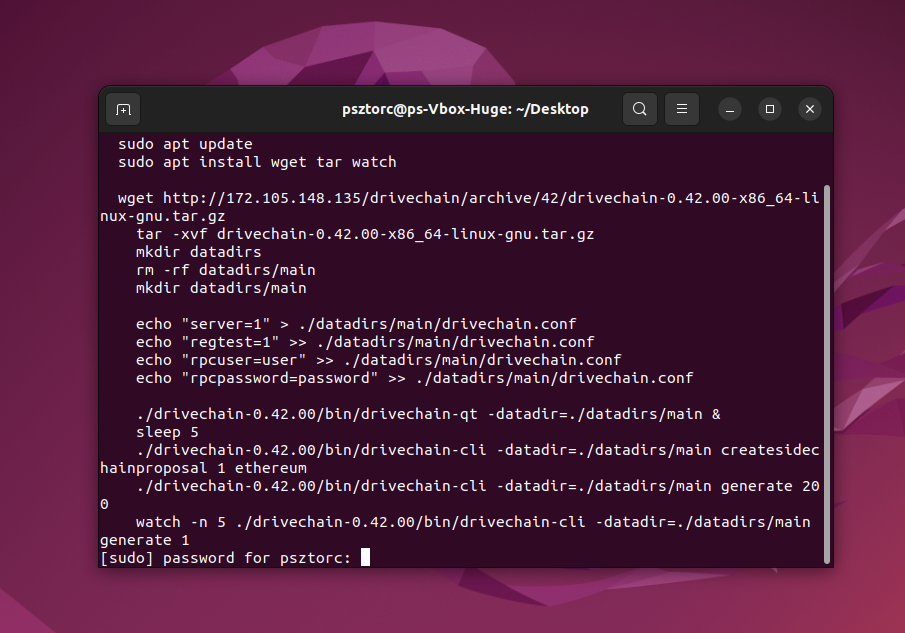 psztorc@ps-Vbox-Huge: ~/Desktop
sudo apt update
sudo apt install wget tar watch
wget http://172.105.148.135/drivechain/archive/42/drivechain-0.42.00-x86_64-li
nux-gnu.tar.gz
tar -xvf drivechain-0.42.00-x86_64-linux-gnu.tar.gz
mkdir datadirs
rm -rf datadirs/main
mkdir datadirs/main
echo "server=1" > ./datadirs/main/drivechain.conf
echo "regtest=1" >> ./datadirs/main/drivechain.conf
echo "rpcuser=user" >> ./datadirs/main/drivechain.conf
echo "rpcpassword=password" >> ./datadirs/main/drivechain.conf
./drivechain-0.42.00/bin/drivechain-qt -datadir=./datadirs/main &
sleep 5
./drivechain-0.42.00/bin/drivechain-cli -datadir=./datadirs/main createsidec
hainproposal 1 ethereum
./drivechain-0.42.00/bin/drivechain-cli -datadir=./datadirs/main generate 20
0
watch -n 5 ./drivechain-0.42.00/bin/drivechain-cli -datadir=./datadirs/main
generate 1
[sudo] password for psztorc: